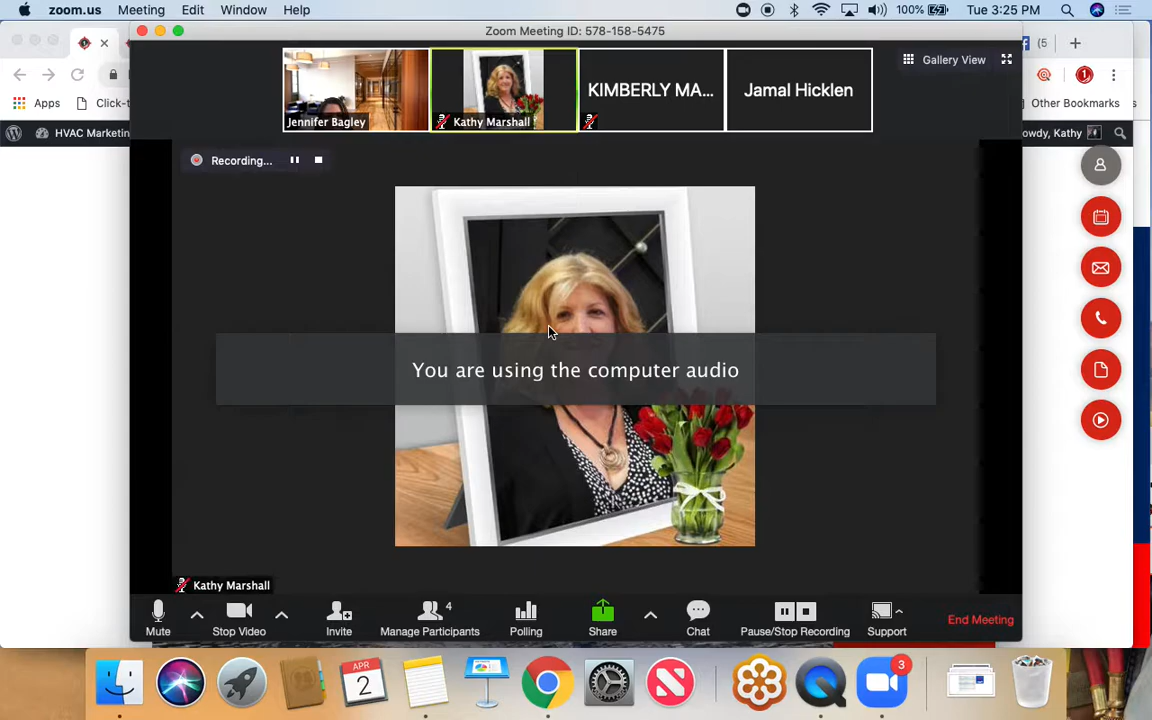 zoom.us Meeting Edit Window Help
100% Tue 3:25 PM
Zoom Meeting ID: 578-158-5475
(5
Apps Click-t
Other Bookmarks
HVAC Marketin
owdy, Kathy
Gallery View
Jennifer Bagley
Kathy Marshall
KIMBERLY MA...
Jamal Hicklen
Recording...
You are using the computer audio
Kathy Marshall
Mute
Stop Video
Invite
4
Manage Participants
Polling
Share
Chat
Pause/Stop Recording
Support
End Meeting
APR
2
3